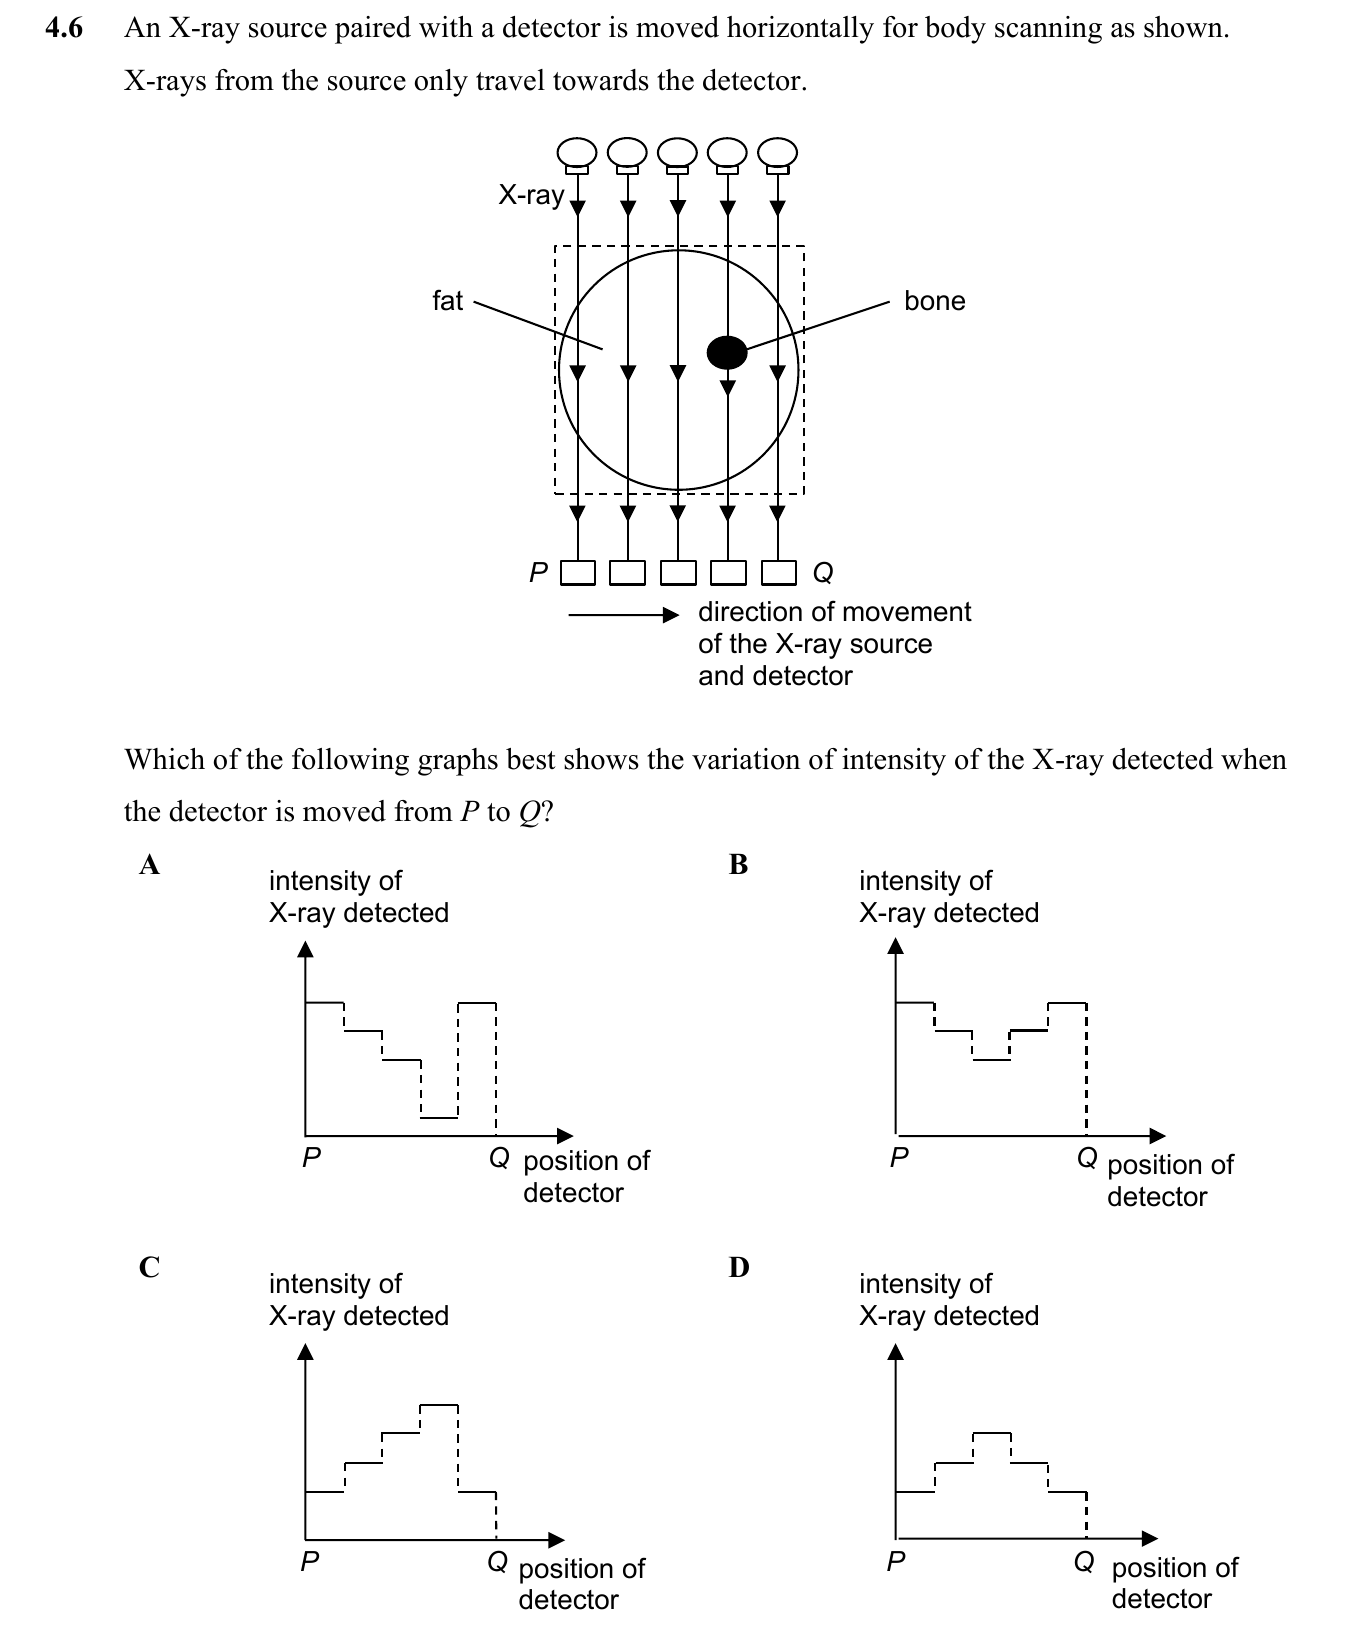 4.6 An X-ray source paired with a detector is moved horizontally for body scanning as shown.
X-rays from the source only travel towards the detector.
X-ray
fat
bone
P
Q
direction of movement
of the X-ray source
and detector
Which of the following graphs best shows the variation of intensity of the X-ray detected when
the detector is moved from P to Q?
A
intensity of
X-ray detected
P
Q
position of
detector
B
intensity of
X-ray detected
P
Q
position of
detector
C
intensity of
X-ray detected
P
Q
position of
detector
D
intensity of
X-ray detected
P
Q
position of
detector